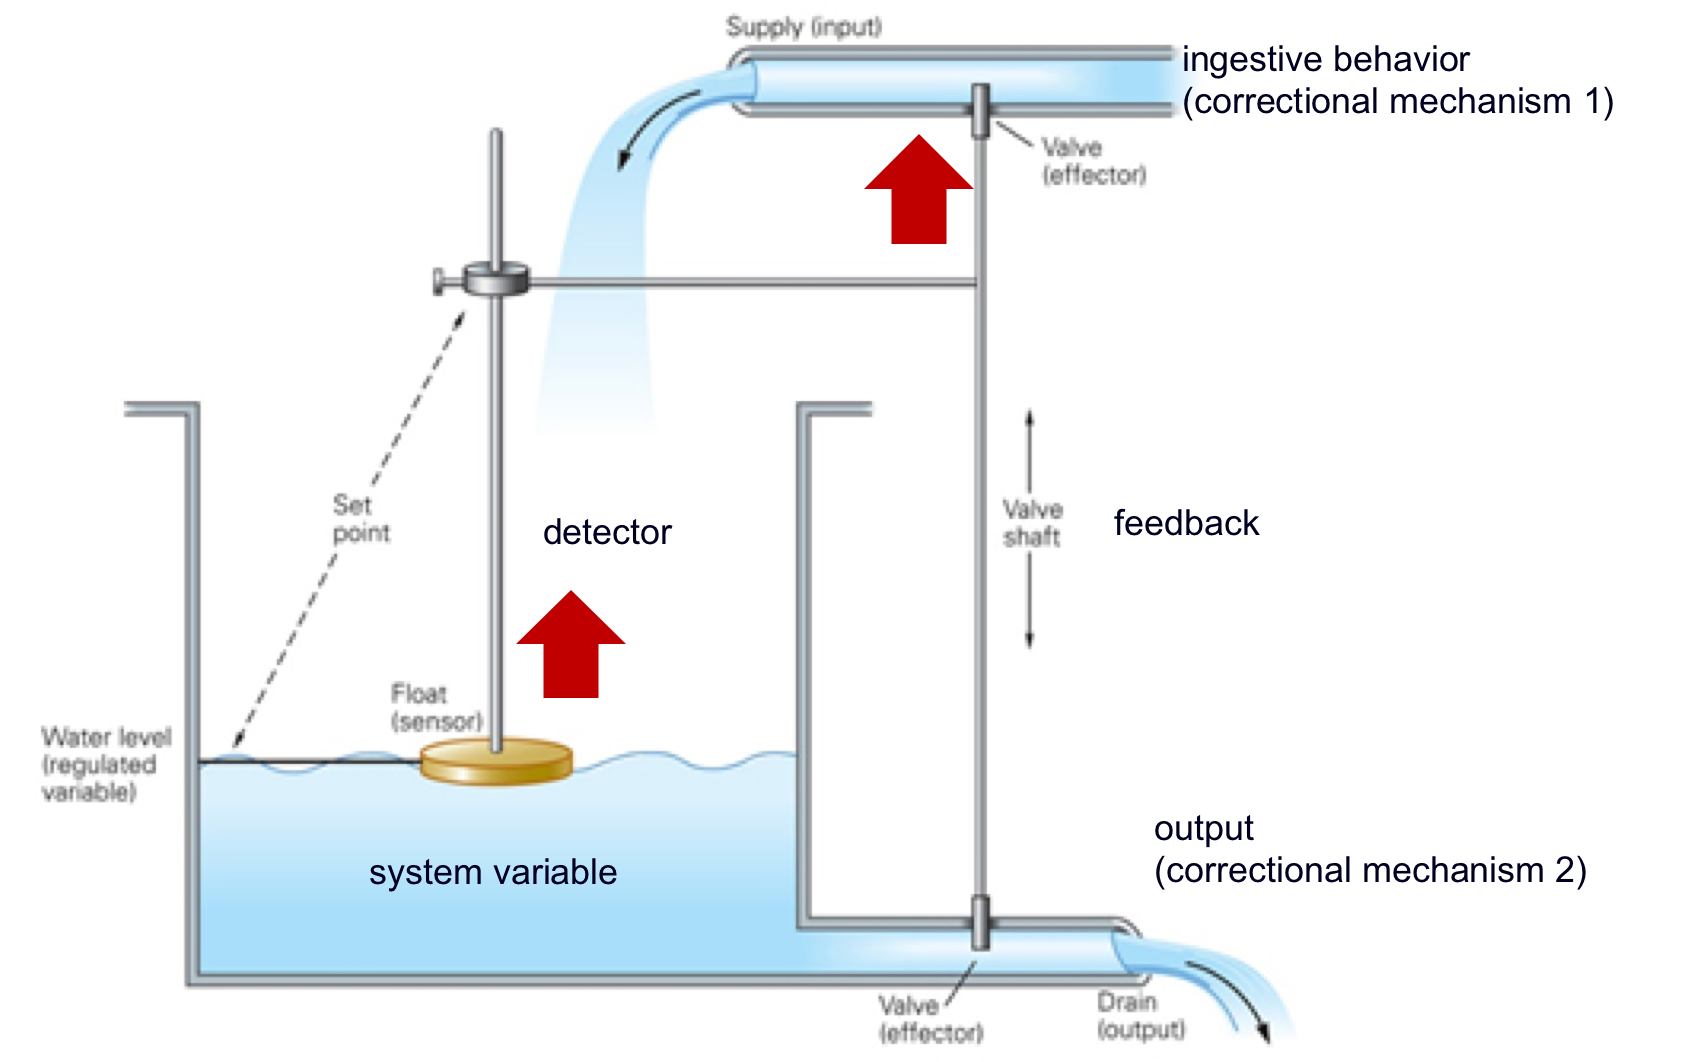 Supply (input)
ingestive behavior
(correctional mechanism 1)
Valve
(effector)
Set
point
detector
Valve
shaft
feedback
Float
(sensor)
Water level
(regulated
variable)
system variable
output
(correctional mechanism 2)
Valve
(effector)
Drain
(output)